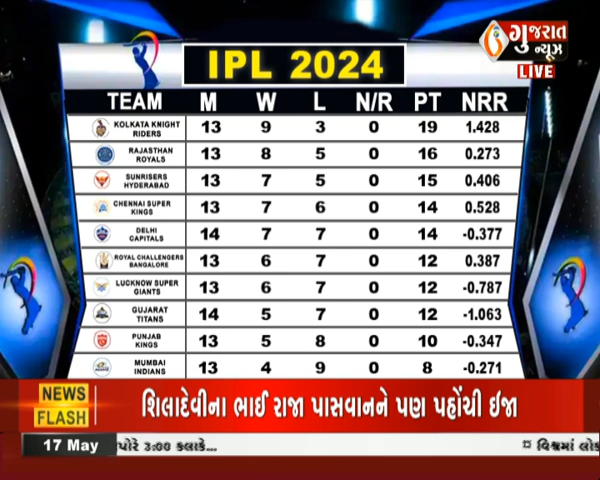 IPL 2024
ગુજરાત
ન્યૂઝ
LIVE
TEAM M W L N/R PT NRR
KOLKATA KNIGHT RIDERS 13 9 3 0 19 1.428
RAJASTHAN ROYALS 13 8 5 0 16 0.273
SUNRISERS HYDERABAD 13 7 5 0 15 0.406
CHENNAI SUPER KINGS 13 7 6 0 14 0.528
DELHI CAPITALS 14 7 7 0 14 -0.377
ROYAL CHALLENGERS BANGALORE 13 6 7 0 12 0.387
LUCKNOW SUPER GIANTS 13 6 7 0 12 -0.787
GUJARAT TITANS 14 5 7 0 12 -1.063
PUNJAB KINGS 13 5 8 0 10 -0.347
MUMBAI INDIANS 13 4 9 0 8 -0.271
NEWS FLASH
શિલાદેવીના ભાઈ રાજા પાસવાનને પણ પહોંચી ઈજા
17 May પોરે 3:00 કલાકે... વિશ્વમાં લોક